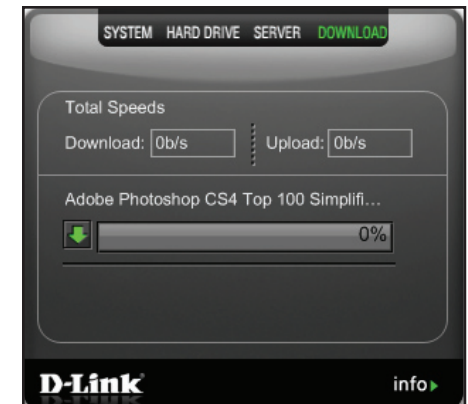 SYSTEM HARD DRIVE SERVER DOWNLOAD
Total Speeds
Download: 0b/s Upload: 0b/s
Adobe Photoshop CS4 Top 100 Simplifi...
0%
D-Link info